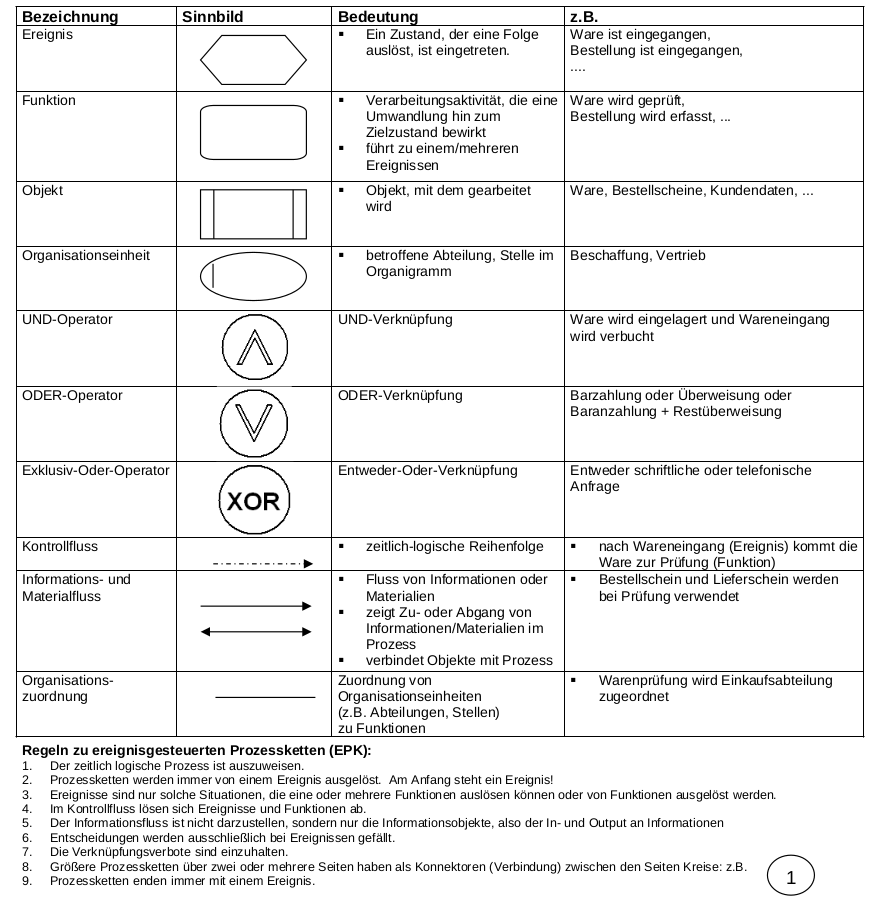 Bezeichnung Sinnbild Bedeutung z.B.
Ereignis
▪ Ein Zustand, der eine Folge
auslöst, ist eingetreten.
Ware ist eingegangen,
Bestellung ist eingegangen,
....
Funktion
▪ Verarbeitungsaktivität, die eine
Umwandlung hin zum
Zielzustand bewirkt
▪ führt zu einem/mehreren
Ereignissen
Ware wird geprüft,
Bestellung wird erfasst, ...
Objekt
▪ Objekt, mit dem gearbeitet
wird
Ware, Bestellscheine, Kundendaten, ...
Organisationseinheit
▪ betroffene Abteilung, Stelle im
Organigramm
Beschaffung, Vertrieb
UND-Operator
UND-Verknüpfung
Ware wird eingelagert und Wareneingang
wird verbucht
ODER-Operator
ODER-Verknüpfung
Barzahlung oder Überweisung oder
Baranzahlung + Restüberweisung
Exklusiv-Oder-Operator
XOR
Entweder-Oder-Verknüpfung
Entweder schriftliche oder telefonische
Anfrage
Kontrollfluss
▪ zeitlich-logische Reihenfolge
▪ nach Wareneingang (Ereignis) kommt die
Ware zur Prüfung (Funktion)
Informations- und
Materialfluss
▪ Fluss von Informationen oder
Materialien
▪ zeigt Zu- oder Abgang von
Informationen/Materialien im
Prozess
▪ verbindet Objekte mit Prozess
▪ Bestellschein und Lieferschein werden
bei Prüfung verwendet
Organisations-
zuordnung
Zuordnung von
Organisationseinheiten
(z.B. Abteilungen, Stellen)
zu Funktionen
▪ Warenprüfung wird Einkaufsabteilung
zugeordnet
Regeln zu ereignisgesteuerten Prozessketten (EPK):
1. Der zeitlich logische Prozess ist auszuweisen.
2. Prozessketten werden immer von einem Ereignis ausgelöst. Am Anfang steht ein Ereignis!
3. Ereignisse sind nur solche Situationen, die eine oder mehrere Funktionen auslösen können oder von Funktionen ausgelöst werden.
4. Im Kontrollfluss lösen sich Ereignisse und Funktionen ab.
5. Der Informationsfluss ist nicht darzustellen, sondern nur die Informationsobjekte, also der In- und Output an Informationen
6. Entscheidungen werden ausschließlich bei Ereignissen gefällt.
7. Die Verknüpfungsverbote sind einzuhalten.
8. Größere Prozessketten über zwei oder mehrere Seiten haben als Konnektoren (Verbindung) zwischen den Seiten Kreise: z.B.
9. Prozessketten enden immer mit einem Ereignis.
1